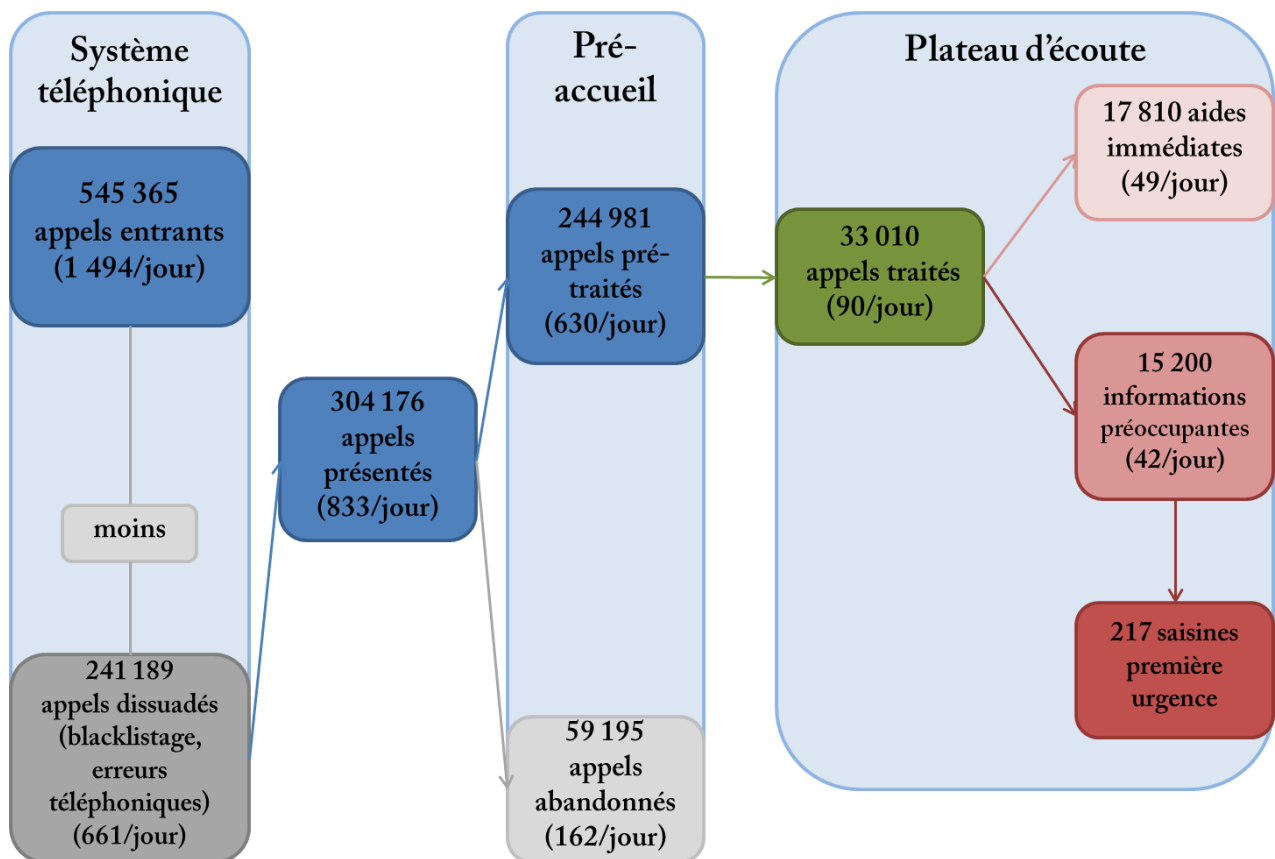 Système
téléphonique
545 365
appels entrants
(1 494/jour)
moins
241 189
appels dissuadés
(blacklistage,
erreurs
téléphoniques)
(661/jour)
304 176
appels
présentés
(833/jour)
Pré-
accueil
244 981
appels pré-
traités
(630/jour)
59 195
appels
abandonnés
(162/jour)
Plateau d'écoute
33 010
appels traités
(90/jour)
17 810 aides
immédiates
(49/jour)
15 200
informations
préoccupantes
(42/jour)
217 saisines
première
urgence